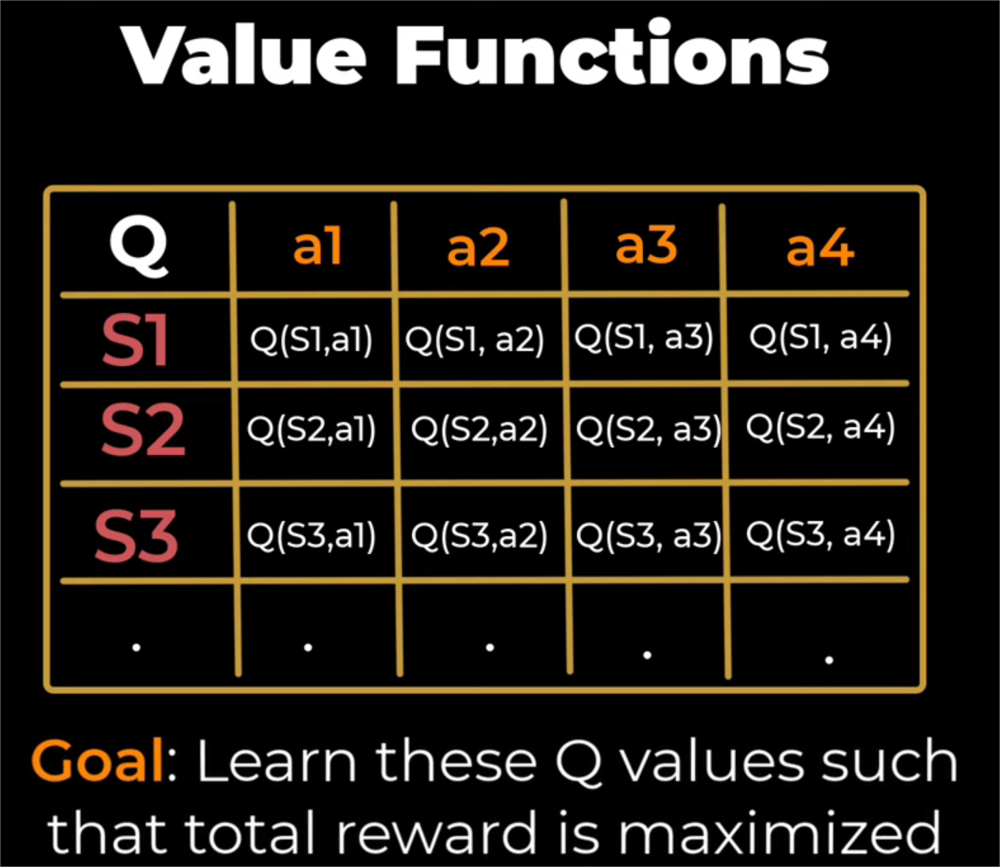 Value Functions
Q a1 a2 a3 a4
S1 Q(S1,a1) Q(S1, a2) Q(S1, a3) Q(S1, a4)
S2 Q(S2,a1) Q(S2,a2) Q(S2, a3) Q(S2, a4)
S3 Q(S3,a1) Q(S3,a2) Q(S3, a3) Q(S3, a4)
. . . . .
Goal: Learn these Q values such
that total reward is maximized